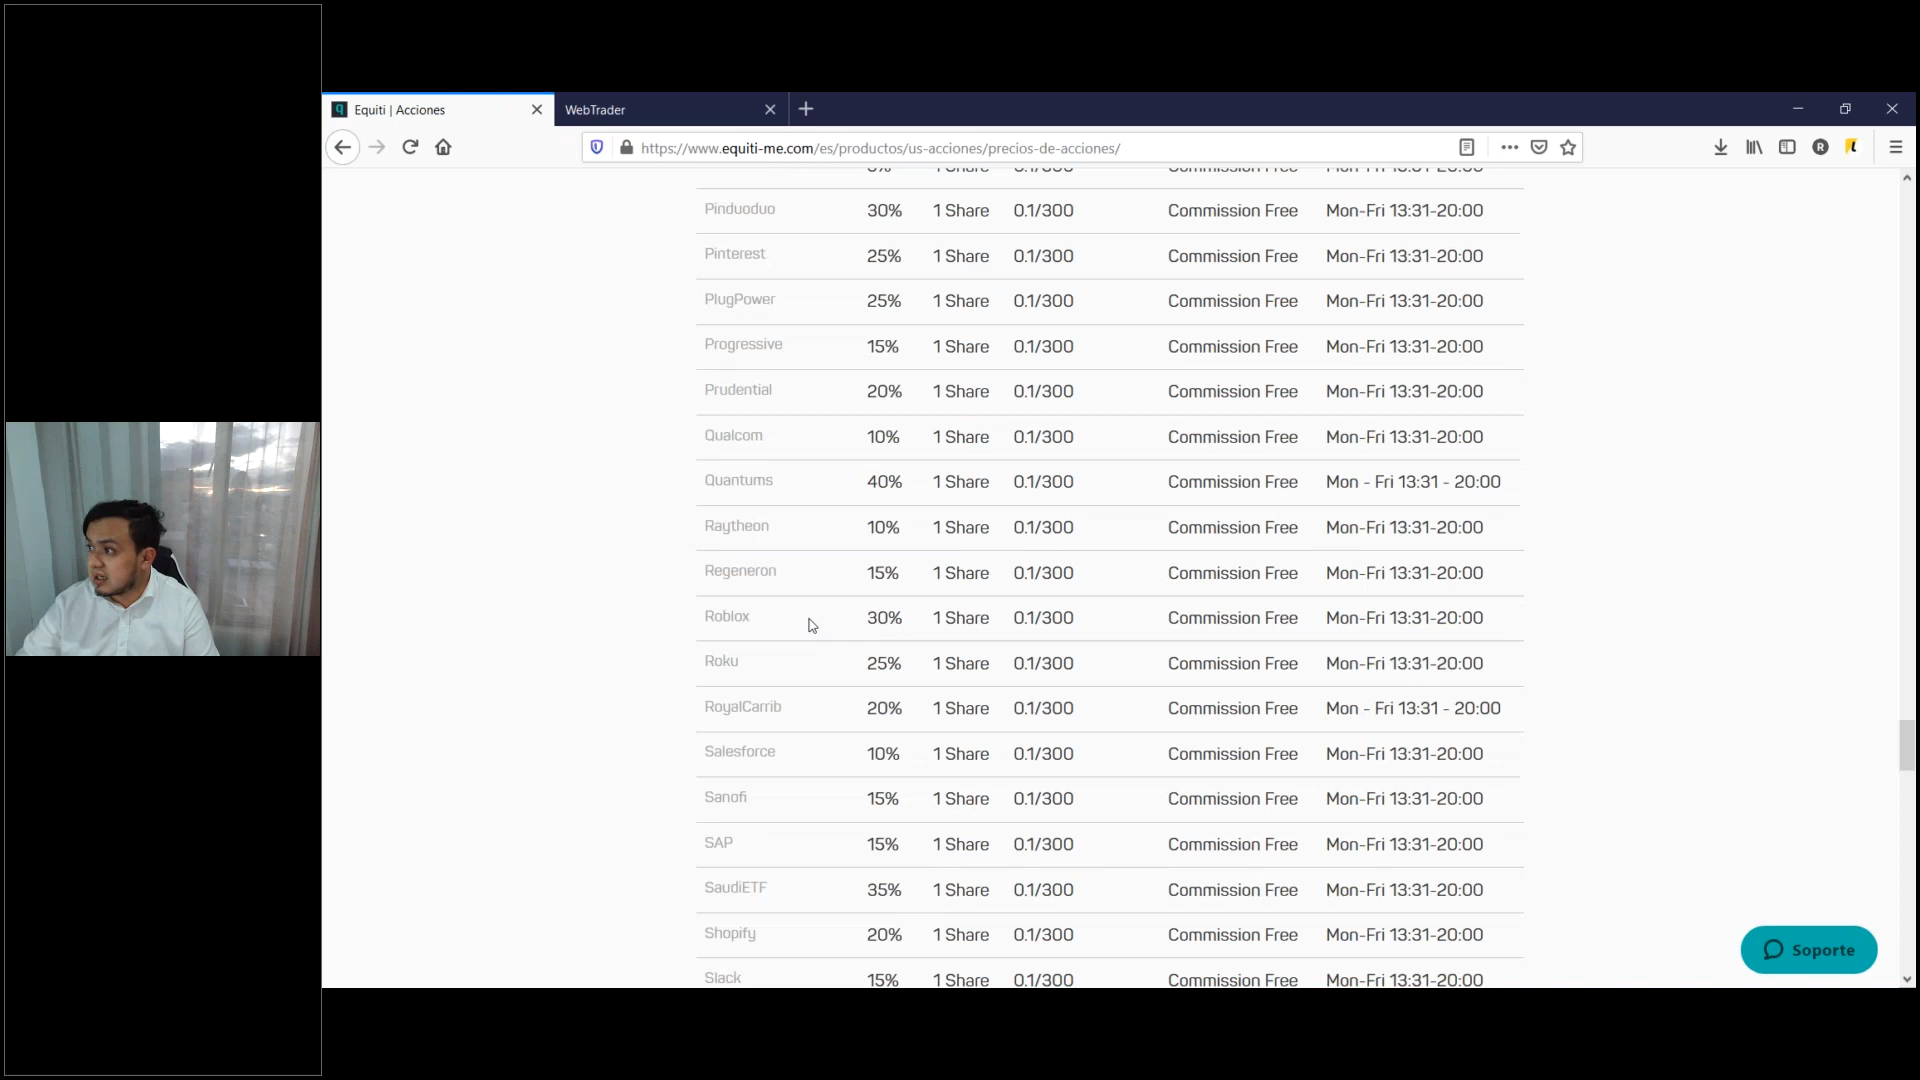 Equiti | Acciones
WebTrader
https://www.equiti-me.com/es/productos/us-acciones/precios-de-acciones/
1 Share 0.1/300 Commission Free Mon-Fri 13:31-20:00
Pinduoduo 30% 1 Share 0.1/300 Commission Free Mon-Fri 13:31-20:00
Pinterest 25% 1 Share 0.1/300 Commission Free Mon-Fri 13:31-20:00
PlugPower 25% 1 Share 0.1/300 Commission Free Mon-Fri 13:31-20:00
Progressive 15% 1 Share 0.1/300 Commission Free Mon-Fri 13:31-20:00
Prudential 20% 1 Share 0.1/300 Commission Free Mon-Fri 13:31-20:00
Qualcom 10% 1 Share 0.1/300 Commission Free Mon-Fri 13:31-20:00
Quantums 40% 1 Share 0.1/300 Commission Free Mon - Fri 13:31 - 20:00
Raytheon 10% 1 Share 0.1/300 Commission Free Mon-Fri 13:31-20:00
Regeneron 15% 1 Share 0.1/300 Commission Free Mon-Fri 13:31-20:00
Roblox 30% 1 Share 0.1/300 Commission Free Mon-Fri 13:31-20:00
Roku 25% 1 Share 0.1/300 Commission Free Mon-Fri 13:31-20:00
RoyalCarrib 20% 1 Share 0.1/300 Commission Free Mon - Fri 13:31 - 20:00
Salesforce 10% 1 Share 0.1/300 Commission Free Mon-Fri 13:31-20:00
Sanofi 15% 1 Share 0.1/300 Commission Free Mon-Fri 13:31-20:00
SAP 15% 1 Share 0.1/300 Commission Free Mon-Fri 13:31-20:00
SaudiETF 35% 1 Share 0.1/300 Commission Free Mon-Fri 13:31-20:00
Shopify 20% 1 Share 0.1/300 Commission Free Mon-Fri 13:31-20:00
Slack 15% 1 Share 0.1/300 Commission Free Mon-Fri 13:31-20:00
Soporte